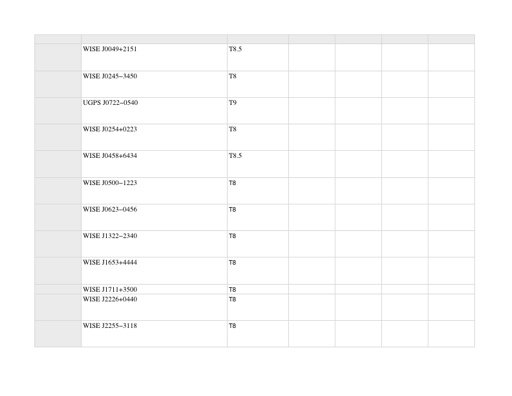 WISE J0049+2151 T8.5
WISE J0245−3450 T8
UGPS J0722−0540 T9
WISE J0254+0223 T8
WISE J0458+6434 T8.5
WISE J0500−1223 T8
WISE J0623−0456 T8
WISE J1322−2340 T8
WISE J1653+4444 T8
WISE J1711+3500 T8
WISE J2226+0440 T8
WISE J2255−3118 T8